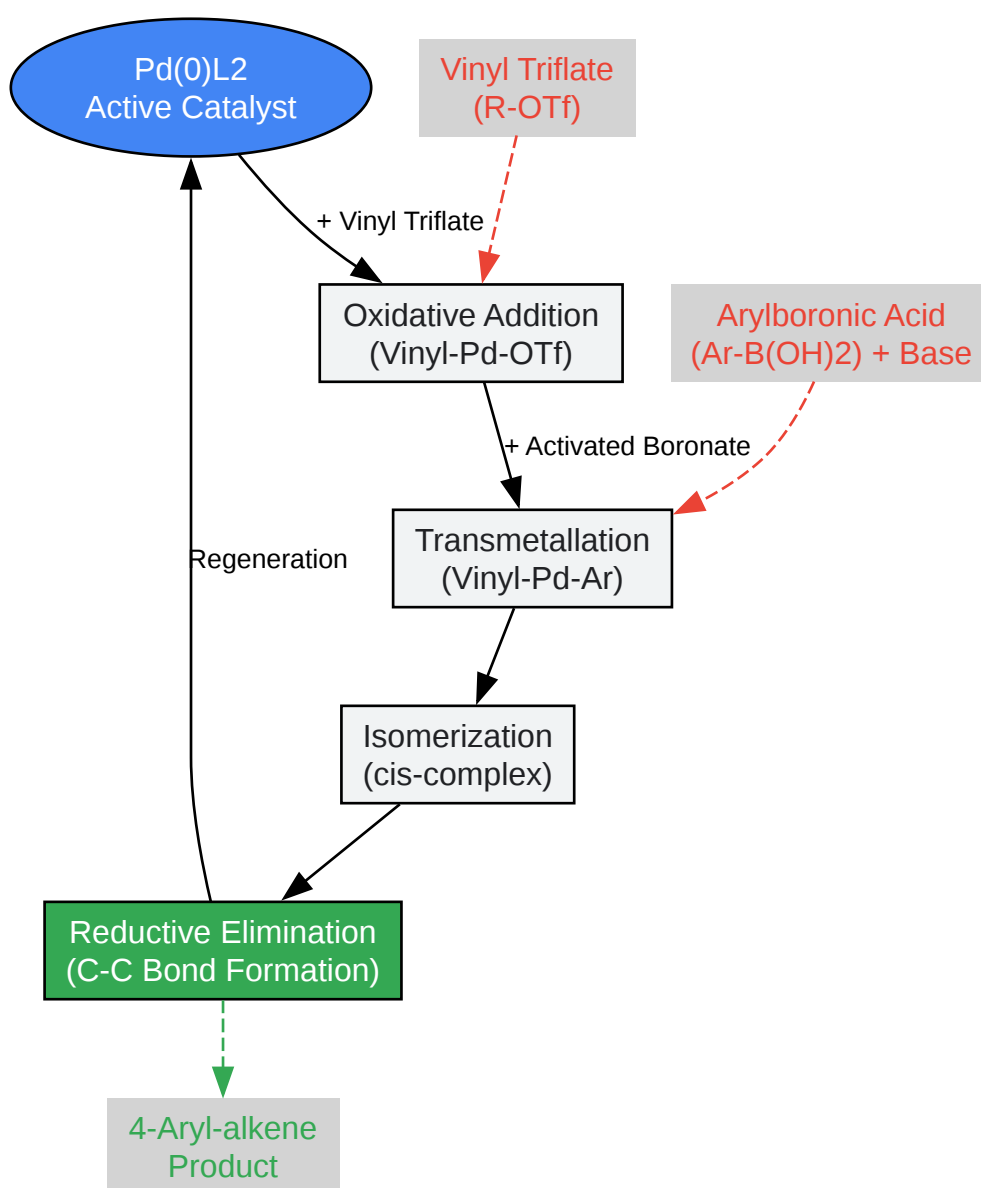 Pd(0)L2
Active Catalyst
Vinyl Triflate
(R-OTf)
+ Vinyl Triflate
Oxidative Addition
(Vinyl-Pd-OTf)
Arylboronic Acid
(Ar-B(OH)2) + Base
+ Activated Boronate
Transmetallation
(Vinyl-Pd-Ar)
Regeneration
Isomerization
(cis-complex)
Reductive Elimination
(C-C Bond Formation)
4-Aryl-alkene
Product